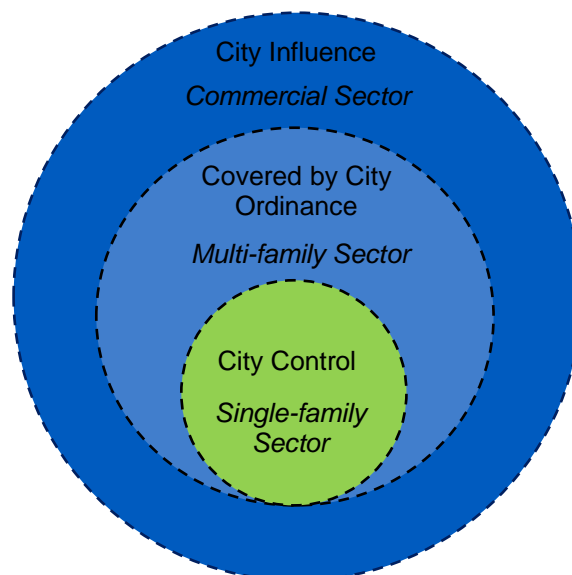 City Influence
Commercial Sector
Covered by City
Ordinance
Multi-family Sector
City Control
Single-family
Sector